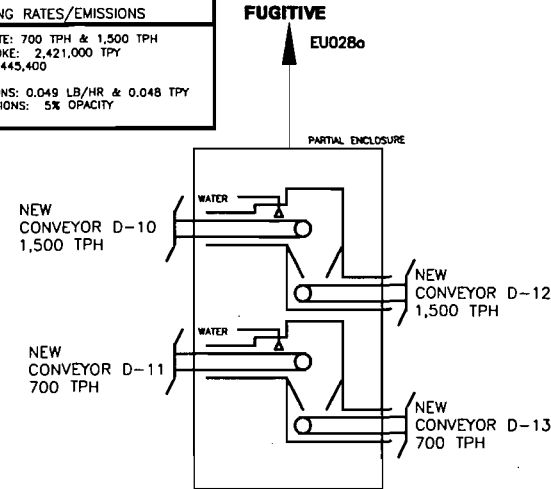 NG RATES/EMISSIONS
TE: 700 TPH & 1,500 TPH
OKE: 2,421,000 TPY
445,400
NS: 0.049 LB/HR & 0.048 TPY
SIONS: 5% OPACITY
FUGITIVE
EU028o
PARTIAL ENCLOSURE
WATER
NEW
CONVEYOR D-10
1,500 TPH
NEW
CONVEYOR D-12
1,500 TPH
WATER
NEW
CONVEYOR D-11
700 TPH
NEW
CONVEYOR D-13
700 TPH